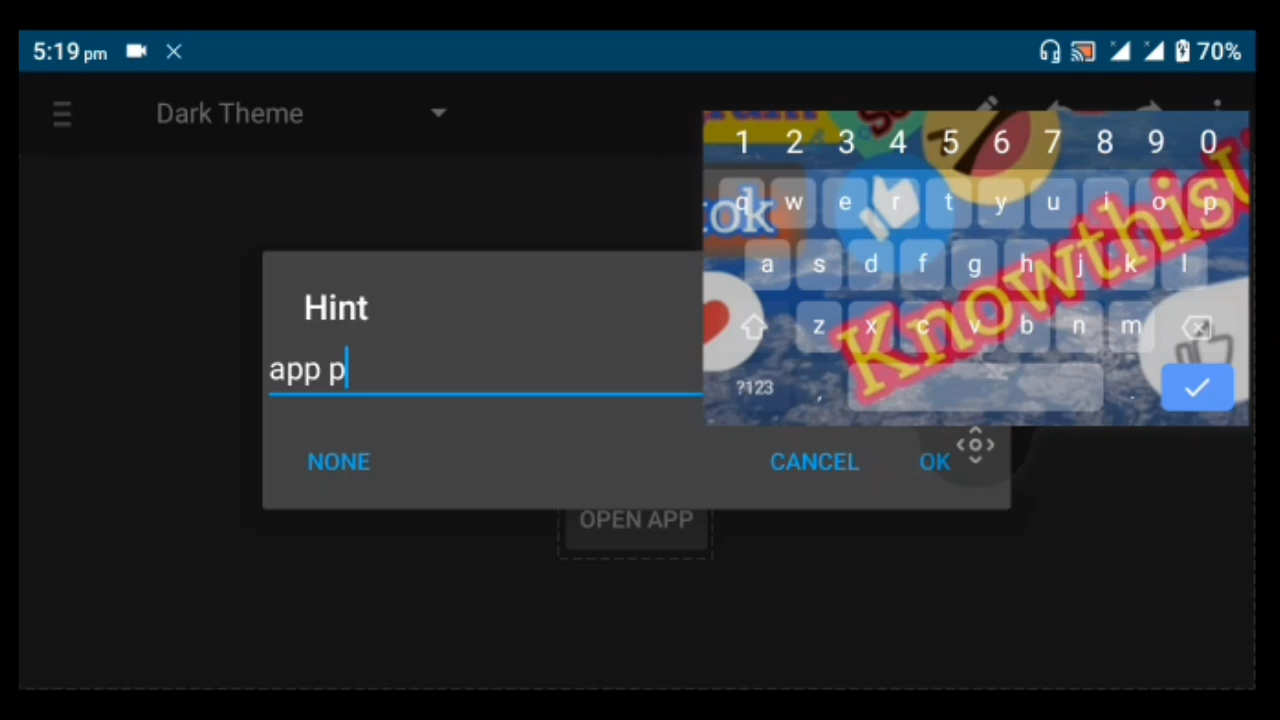 5:19 pm
70%
Dark Theme
1 2 3 4 5 6 7 8 9 0
q w e r t y u i o p
ok
a s d f g h j k l
Knowthis
z x c v b n m
?123 , .
Hint
app p
NONE CANCEL OK
OPEN APP